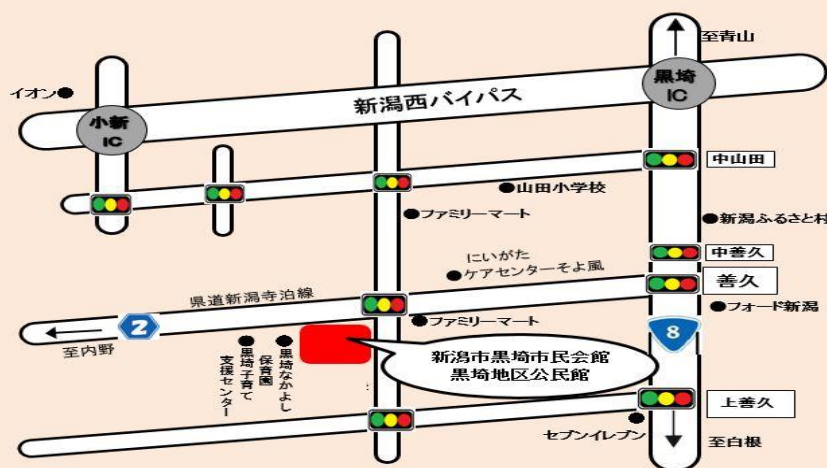 至青山
イオン
黒埼
IC
新潟西バイパス
小新
IC
中山田
山田小学校
ファミリーマート
新潟ふるさと村
中善久
にいがた
ケアセンターそよ風
善久
県道新潟寺泊線
2
フォード新潟
ファミリーマート
8
至内野
黒埼なかよし
保育園
黒埼子育て
支援センター
新潟市黒埼市民会館
黒埼地区公民館
上善久
セブンイレブン
至白根